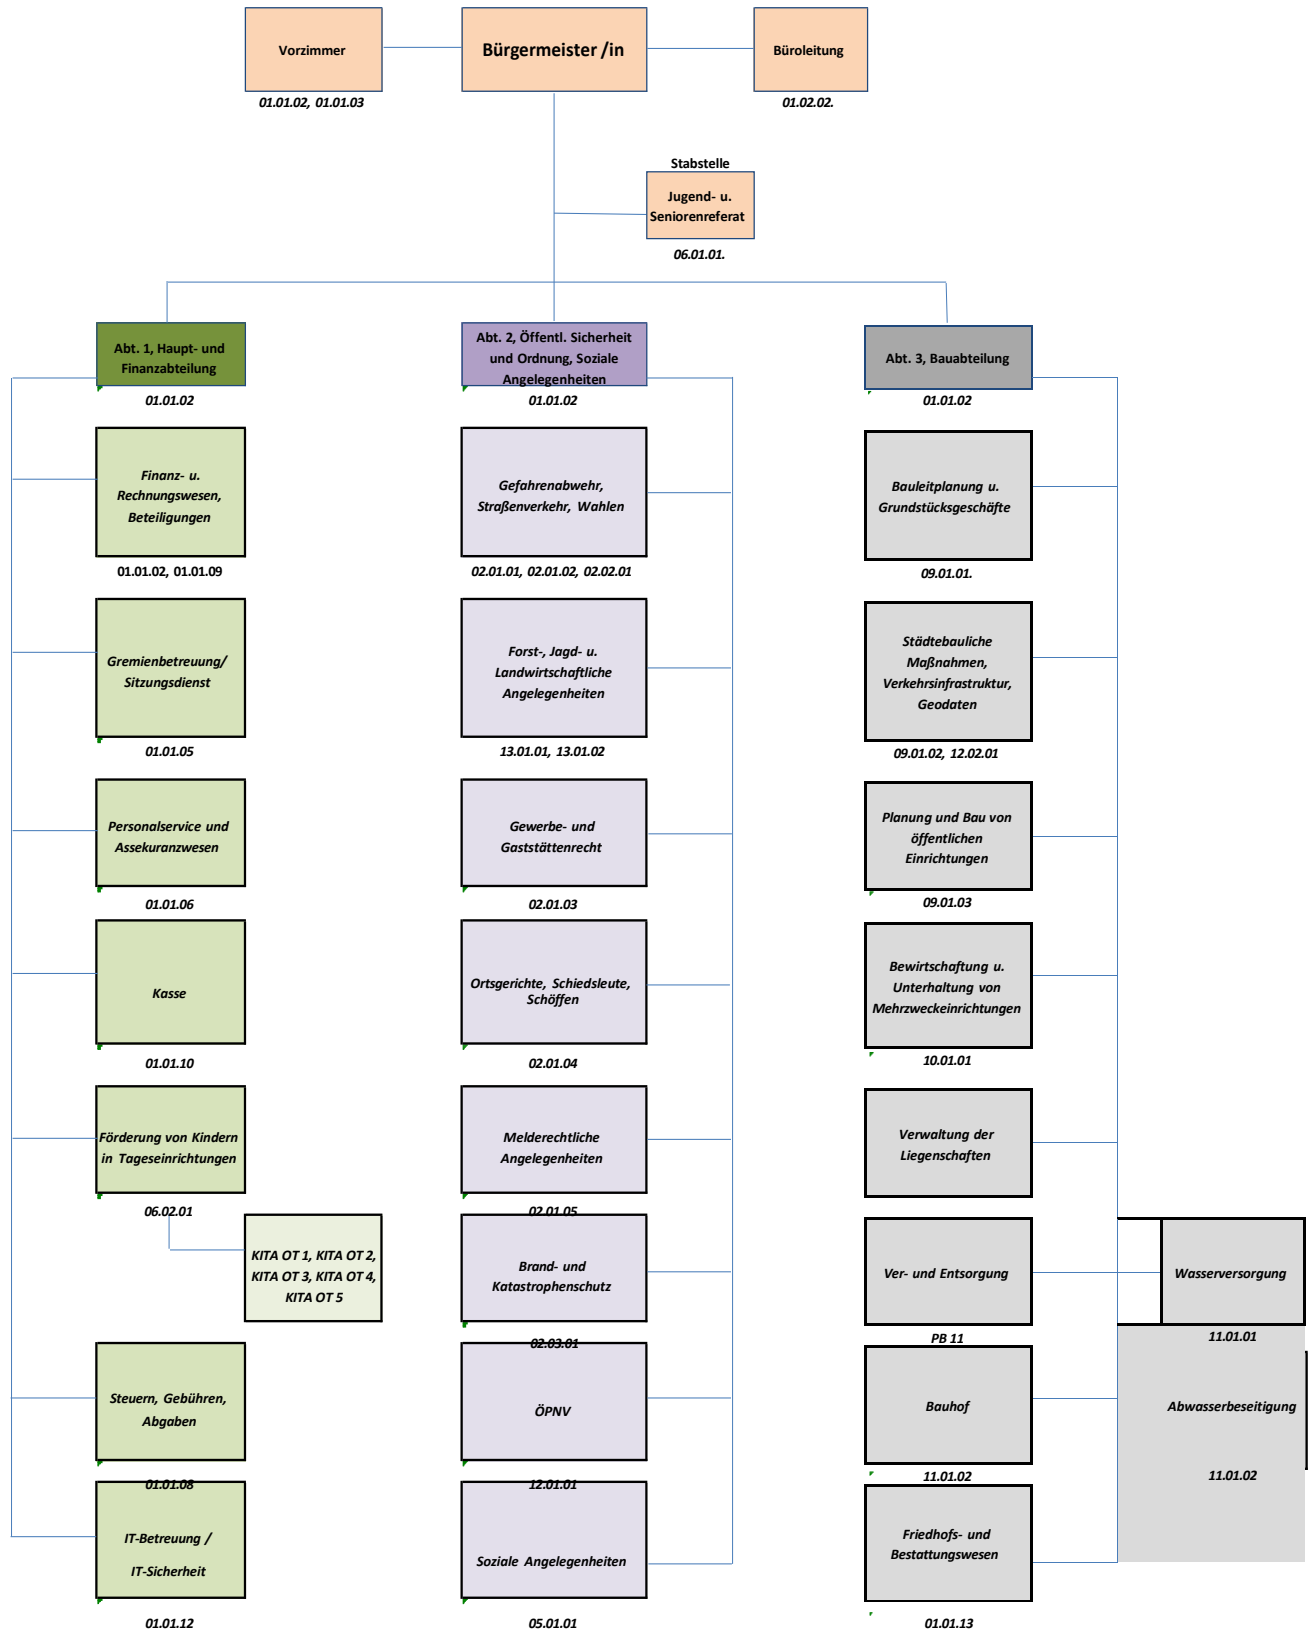 Vorzimmer
Bürgermeister /in
Büroleitung
01.01.02, 01.01.03
01.02.02.
Stabstelle
Jugend- u.
Seniorenreferat
06.01.01.
Abt. 1, Haupt- und
Finanzabteilung
01.01.02
Finanz- u.
Rechnungswesen,
Beteiligungen
01.01.02, 01.01.09
Gremienbetreuung/
Sitzungsdienst
01.01.05
Personalservice und
Assekuranzwesen
01.01.06
Kasse
01.01.10
Förderung von Kindern
in Tageseinrichtungen
06.02.01
KITA OT 1, KITA OT 2,
KITA OT 3, KITA OT 4,
KITA OT 5
Steuern, Gebühren,
Abgaben
01.01.08
IT-Betreuung /
IT-Sicherheit
01.01.12
Abt. 2, Öffentl. Sicherheit
und Ordnung, Soziale
Angelegenheiten
01.01.02
Gefahrenabwehr,
Straßenverkehr, Wahlen
02.01.01, 02.01.02, 02.02.01
Forst-, Jagd- u.
Landwirtschaftliche
Angelegenheiten
13.01.01, 13.01.02
Gewerbe- und
Gaststättenrecht
02.01.03
Ortsgerichte, Schiedsleute,
Schöffen
02.01.04
Melderechtliche
Angelegenheiten
02.01.05
Brand- und
Katastrophenschutz
02.03.01
ÖPNV
12.01.01
Soziale Angelegenheiten
05.01.01
Abt. 3, Bauabteilung
01.01.02
Bauleitplanung u.
Grundstücksgeschäfte
09.01.01.
Städtebauliche
Maßnahmen,
Verkehrsinfrastruktur,
Geodaten
09.01.02, 12.02.01
Planung und Bau von
öffentlichen
Einrichtungen
09.01.03
Bewirtschaftung u.
Unterhaltung von
Mehrzweckeinrichtungen
10.01.01
Verwaltung der
Liegenschaften
Ver- und Entsorgung
PB 11
Wasserversorgung
11.01.01
Bauhof
11.01.02
Abwasserbeseitigung
11.01.02
Friedhofs- und
Bestattungswesen
01.01.13